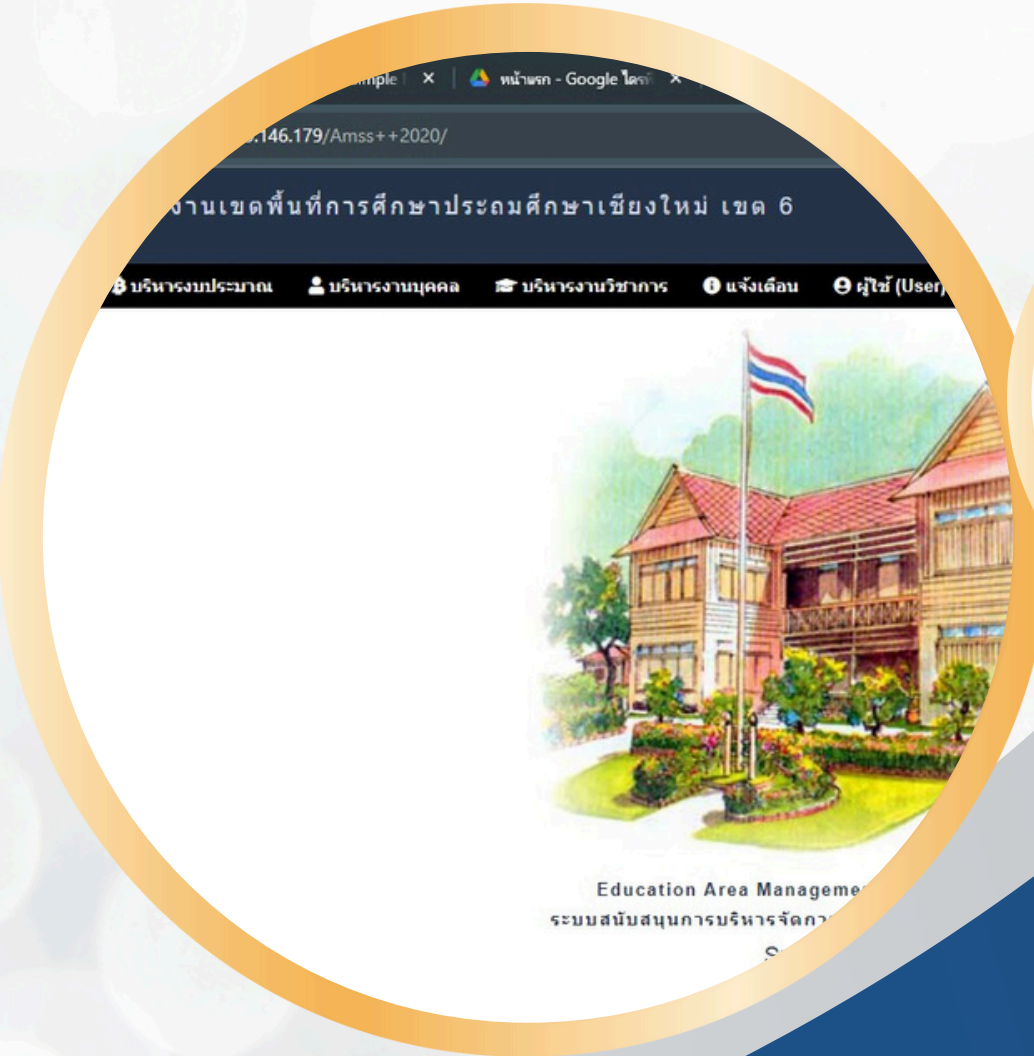 หน้าแรก - Google ไดรฟ์
.146.179/Amss++2020/
งานเขตพื้นที่การศึกษาประถมศึกษาเชียงใหม่ เขต 6
บริหารงบประมาณ บริหารงานบุคคล บริหารงานวิชาการ แจ้งเตือน ผู้ใช้ (User)
Education Area
ระบบสนับสนุนการบริหาร